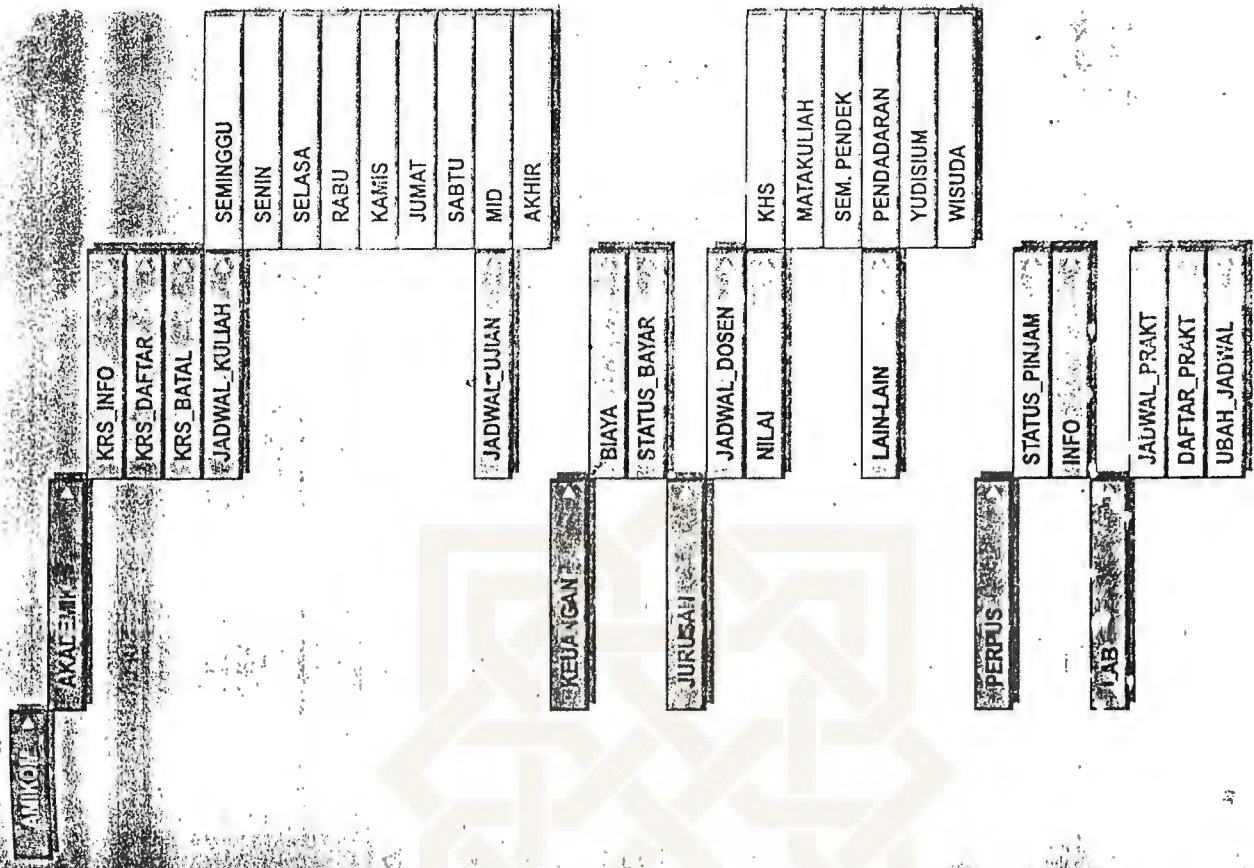 AMIKOM
AKADEMIK
KRS_INFO
KRS_DAFTAR
KRS_BATAL
JADWAL_KULIAH
SEMINGGU
SENIN
SELASA
RABU
KAMIS
JUMAT
SABTU
JADWAL_UJIAN
MID
AKHIR
KEUANGAN
BIAYA
STATUS_BAYAR
JURUSAN
JADWAL_DOSEN
NILAI
KHS
MATAKULIAH
SEM. PENDEK
LAIN-LAIN
PENDADARAN
YUDISIUM
WISUDA
PERPUS
STATUS_PINJAM
INFO
LAB
JADWAL_PRAKT
DAFTAR_PRAKT
UBAH_JADWAL